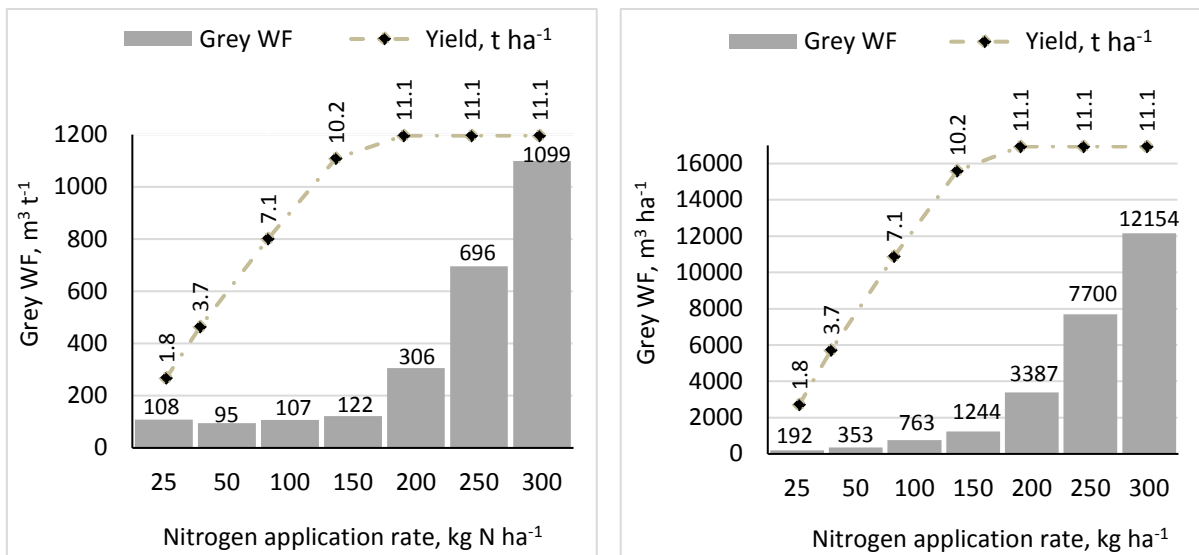 Grey WF Yield, t ha⁻¹
1.8 3.7 7.1 10.2 11.1 11.1 11.1
1200
1000
800
600
400
200
0
Grey WF, m³ t⁻¹
108 95 107 122 306 696 1099
25 50 100 150 200 250 300
Nitrogen application rate, kg N ha⁻¹
Grey WF Yield, t ha⁻¹
1.8 3.7 7.1 10.2 11.1 11.1 11.1
16000
14000
12000
10000
8000
6000
4000
2000
0
Grey WF, m³ ha⁻¹
192 353 763 1244 3387 7700 12154
25 50 100 150 200 250 300
Nitrogen application rate, kg ha⁻¹